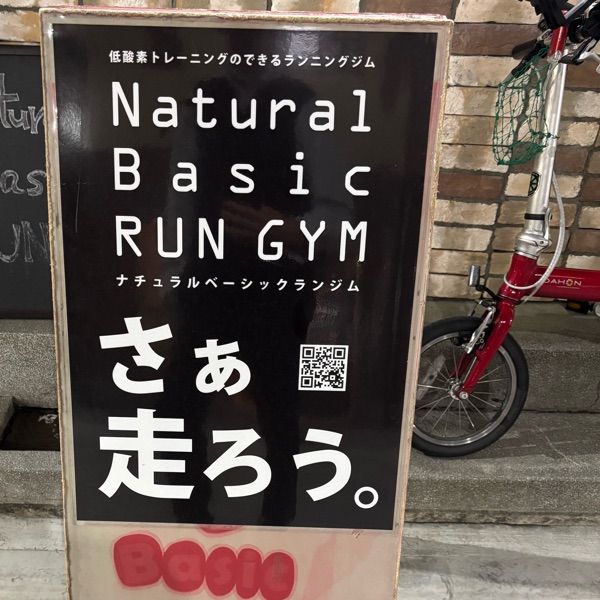 低酸素トレーニングのできるランニングジム
Natural
Basic
RUN GYM
ナチュラルベーシックランジム
さぁ
走ろう。
Basic
DAHON